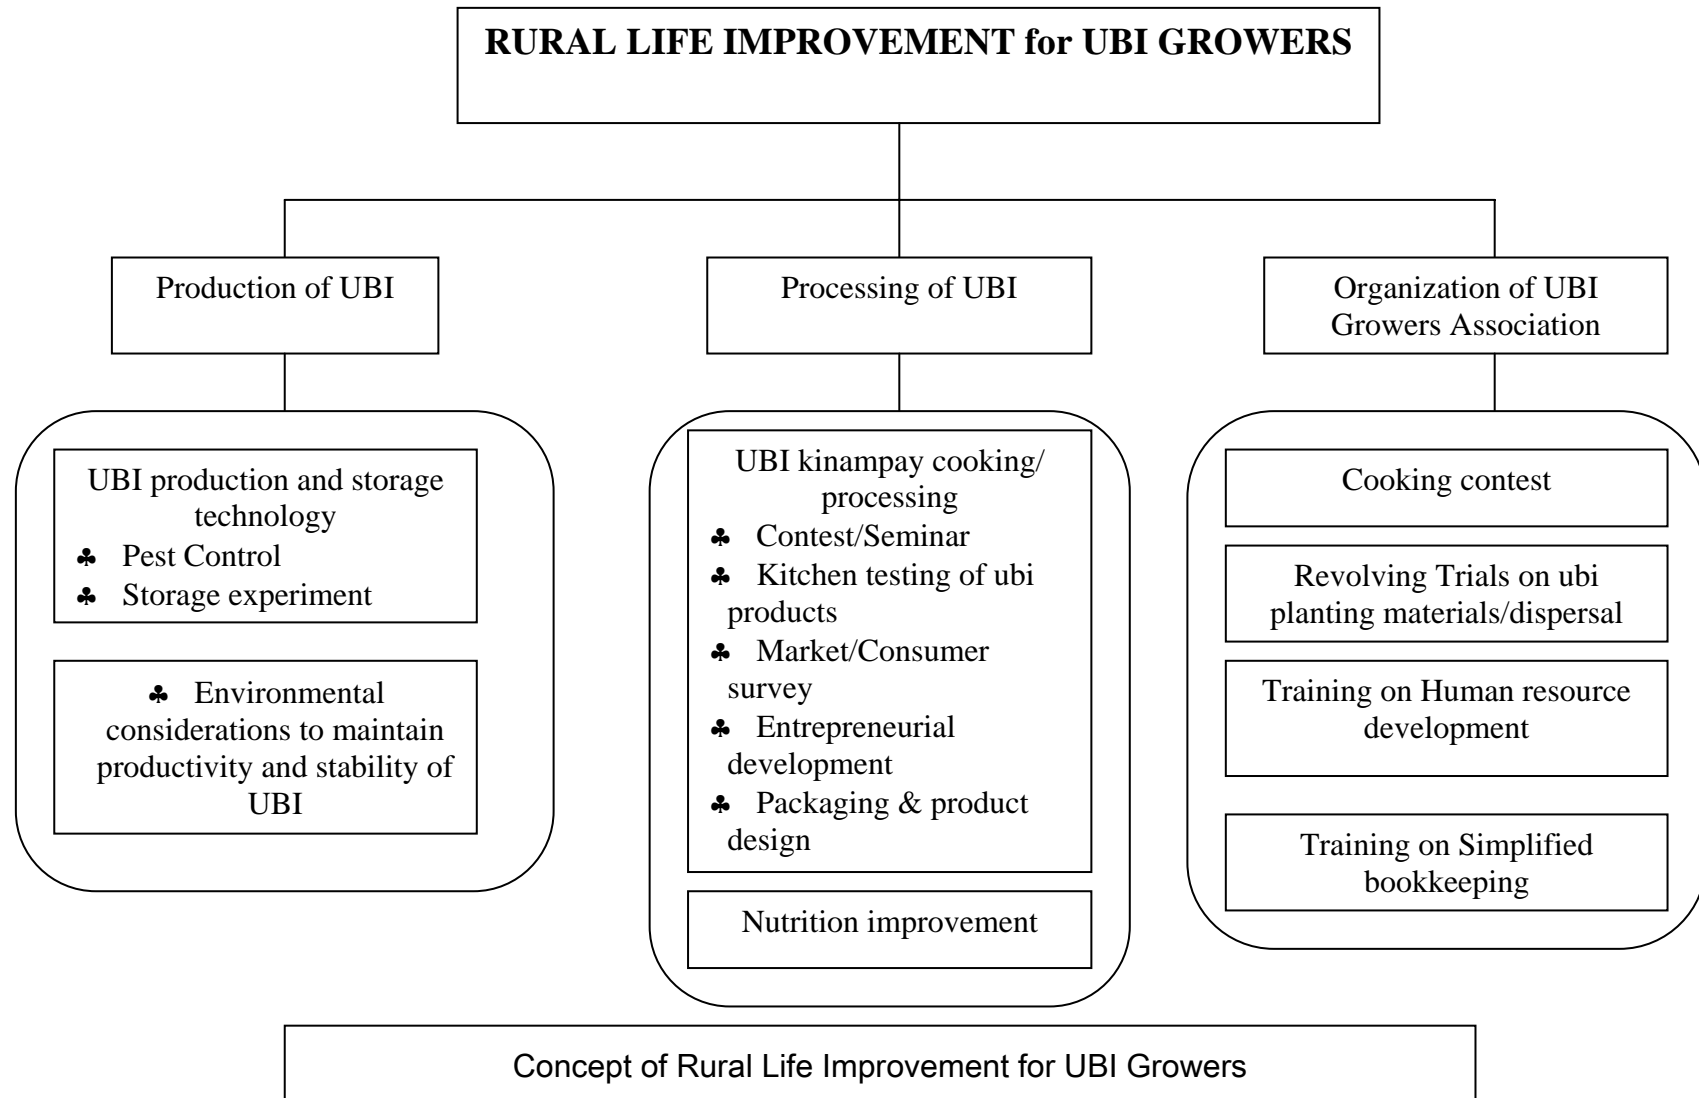 RURAL LIFE IMPROVEMENT for UBI GROWERS
Production of UBI
Processing of UBI
Organization of UBI
Growers Association
UBI production and storage
technology
♣ Pest Control
♣ Storage experiment
♣ Environmental
considerations to maintain
productivity and stability of
UBI
UBI kinampay cooking/
processing
♣ Contest/Seminar
♣ Kitchen testing of ubi
products
♣ Market/Consumer
survey
♣ Entrepreneurial
development
♣ Packaging & product
design
Nutrition improvement
Cooking contest
Revolving Trials on ubi
planting materials/dispersal
Training on Human resource
development
Training on Simplified
bookkeeping
Concept of Rural Life Improvement for UBI Growers